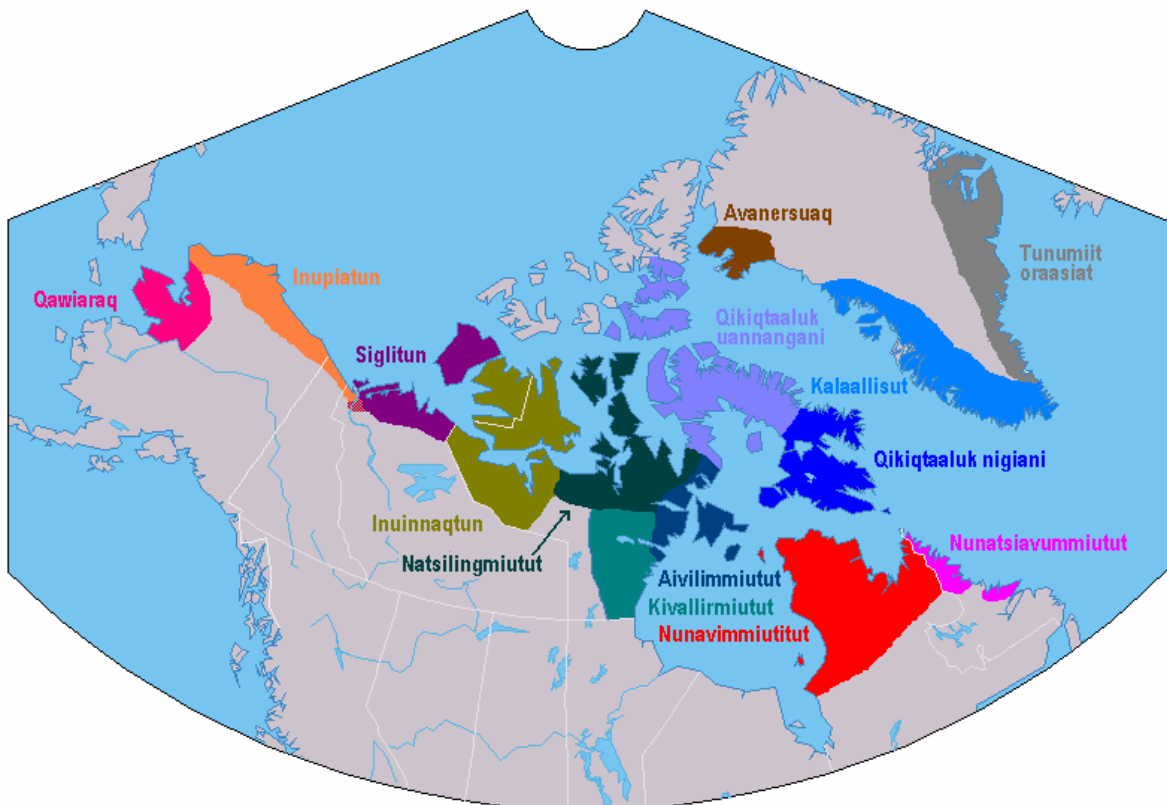 Avanersuaq
Tunumiit
oraasiat
Inupiatun
Qawiaraq
Qikiqtaaluk
uannangani
Siglitun
Kalaallisut
Qikiqtaaluk nigiani
Inuinnaqtun
Nunatsiavummiutut
Natsilingmiutut
Aivilimmiutut
Kivallirmiutut
Nunavimmiutitut